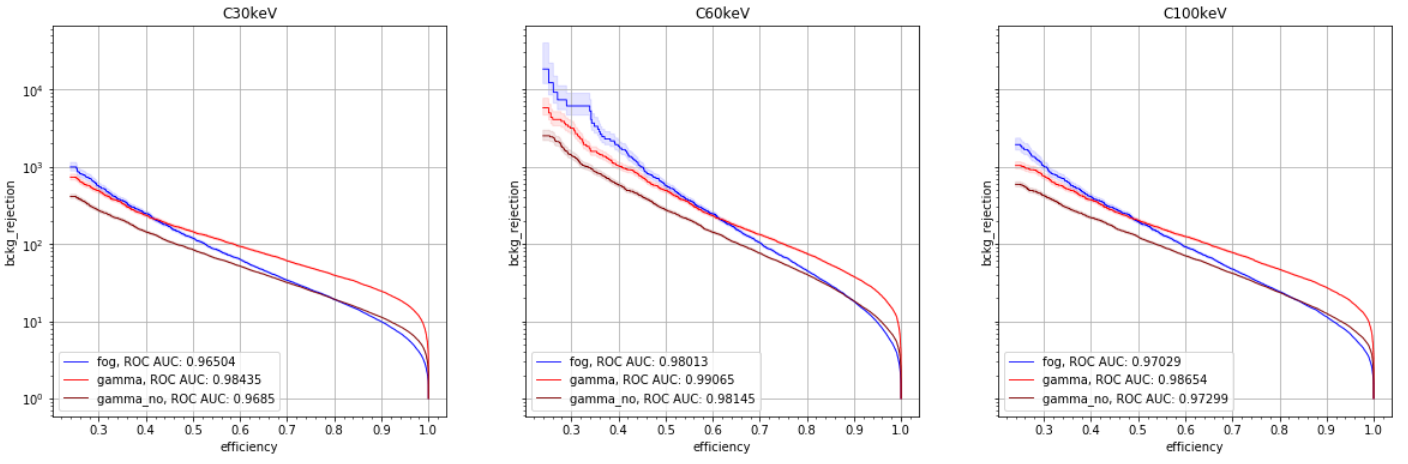 C30keV
bckg_rejection
10⁴
10³
10²
10¹
10⁰
fog, ROC AUC: 0.96504
gamma, ROC AUC: 0.98435
gamma_no, ROC AUC: 0.9685
0.3 0.4 0.5 0.6 0.7 0.8 0.9 1.0
efficiency
C60keV
bckg_rejection
fog, ROC AUC: 0.98013
gamma, ROC AUC: 0.99065
gamma_no, ROC AUC: 0.98145
0.3 0.4 0.5 0.6 0.7 0.8 0.9 1.0
efficiency
C100keV
bckg_rejection
fog, ROC AUC: 0.97029
gamma, ROC AUC: 0.98654
gamma_no, ROC AUC: 0.97299
0.3 0.4 0.5 0.6 0.7 0.8 0.9 1.0
efficiency